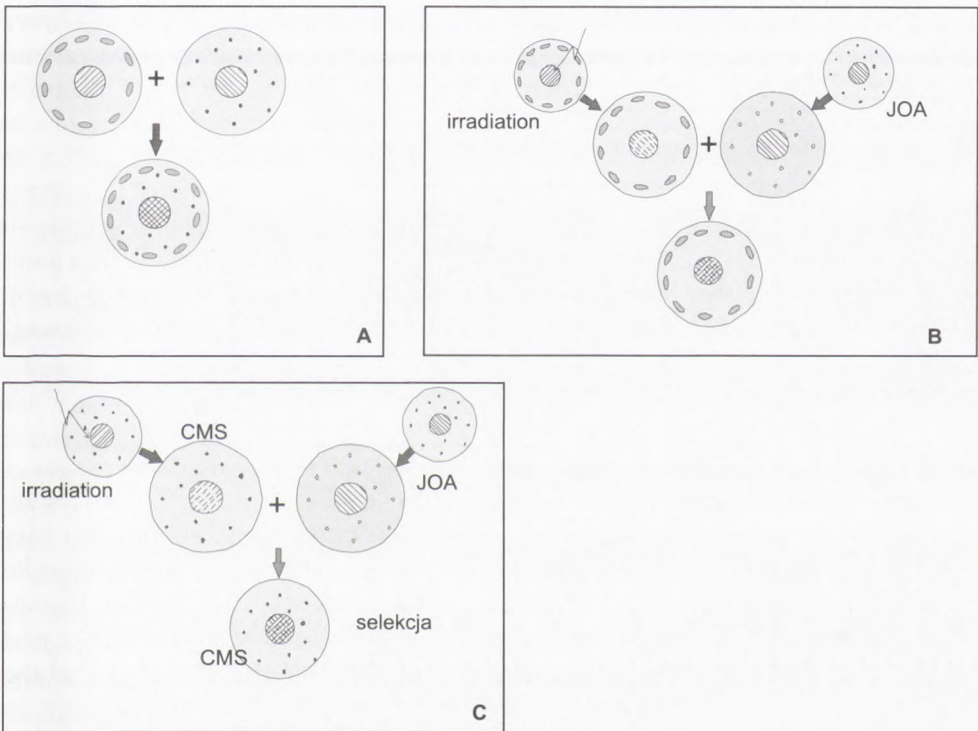 +
A
irradiation
JOA
+
B
CMS
irradiation
JOA
+
selekcja
CMS
C